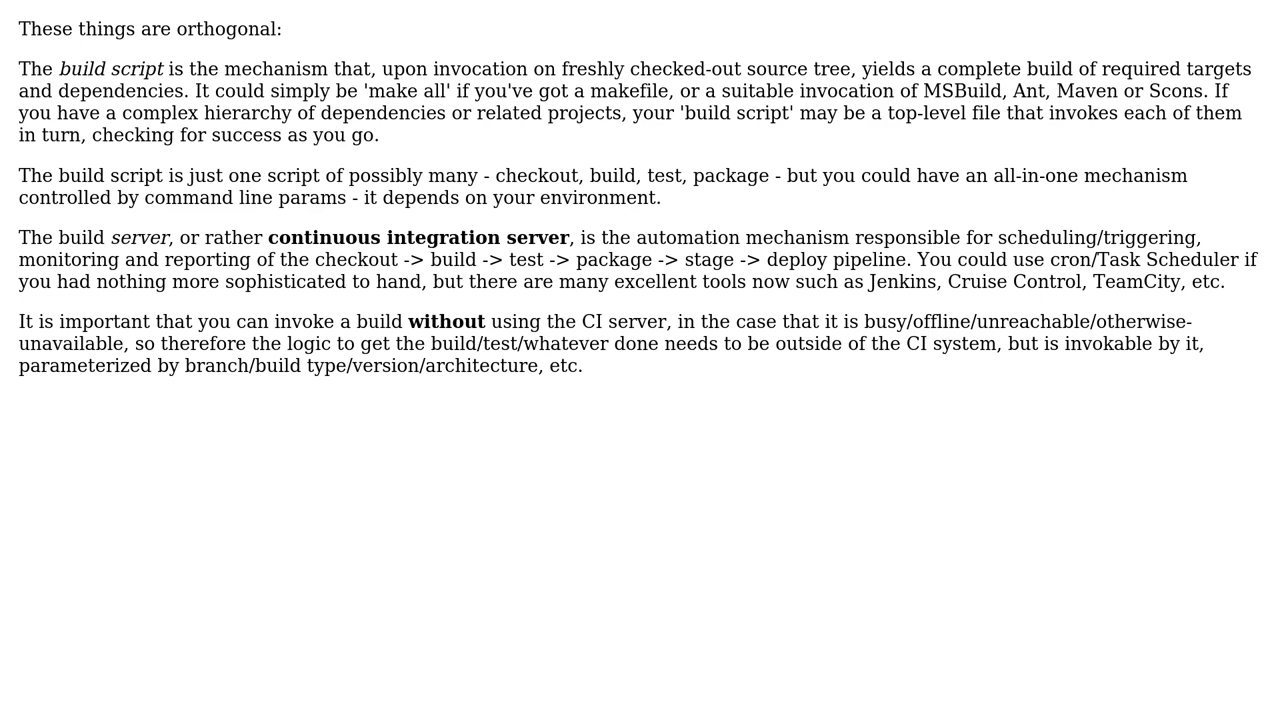 These things are orthogonal:
The build script is the mechanism that, upon invocation on freshly checked-out source tree, yields a complete build of required targets
and dependencies. It could simply be 'make all' if you've got a makefile, or a suitable invocation of MSBuild, Ant, Maven or Scons. If
you have a complex hierarchy of dependencies or related projects, your 'build script' may be a top-level file that invokes each of them
in turn, checking for success as you go.
The build script is just one script of possibly many - checkout, build, test, package - but you could have an all-in-one mechanism
controlled by command line params - it depends on your environment.
The build server, or rather continuous integration server, is the automation mechanism responsible for scheduling/triggering,
monitoring and reporting of the checkout -> build -> test -> package -> stage -> deploy pipeline. You could use cron/Task Scheduler if
you had nothing more sophisticated to hand, but there are many excellent tools now such as Jenkins, Cruise Control, TeamCity, etc.
It is important that you can invoke a build without using the CI server, in the case that it is busy/offline/unreachable/otherwise-
unavailable, so therefore the logic to get the build/test/whatever done needs to be outside of the CI system, but is invokable by it,
parameterized by branch/build type/version/architecture, etc.